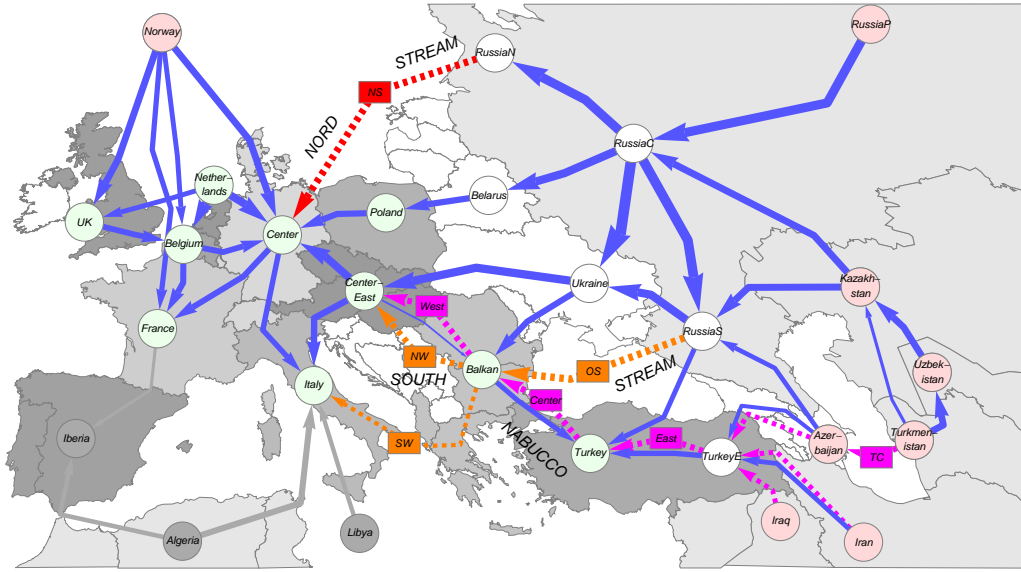 RussiaP
Norway
STREAM
RussiaN
NS
NORD
RussiaC
Nether–
lands
Belarus
Poland
UK
Center
Belgium
Center–
East
Ukraine
Kazakh–
stan
West
France
RussiaS
NW
Balkan
OS
Uzbek–
istan
SOUTH
STREAM
Italy
Center
Iberia
SW
NABUCCO
East
Turkey
TurkeyE
Azer–
baijan
TC
Turkmen–
istan
Iraq
Algeria
Libya
Iran